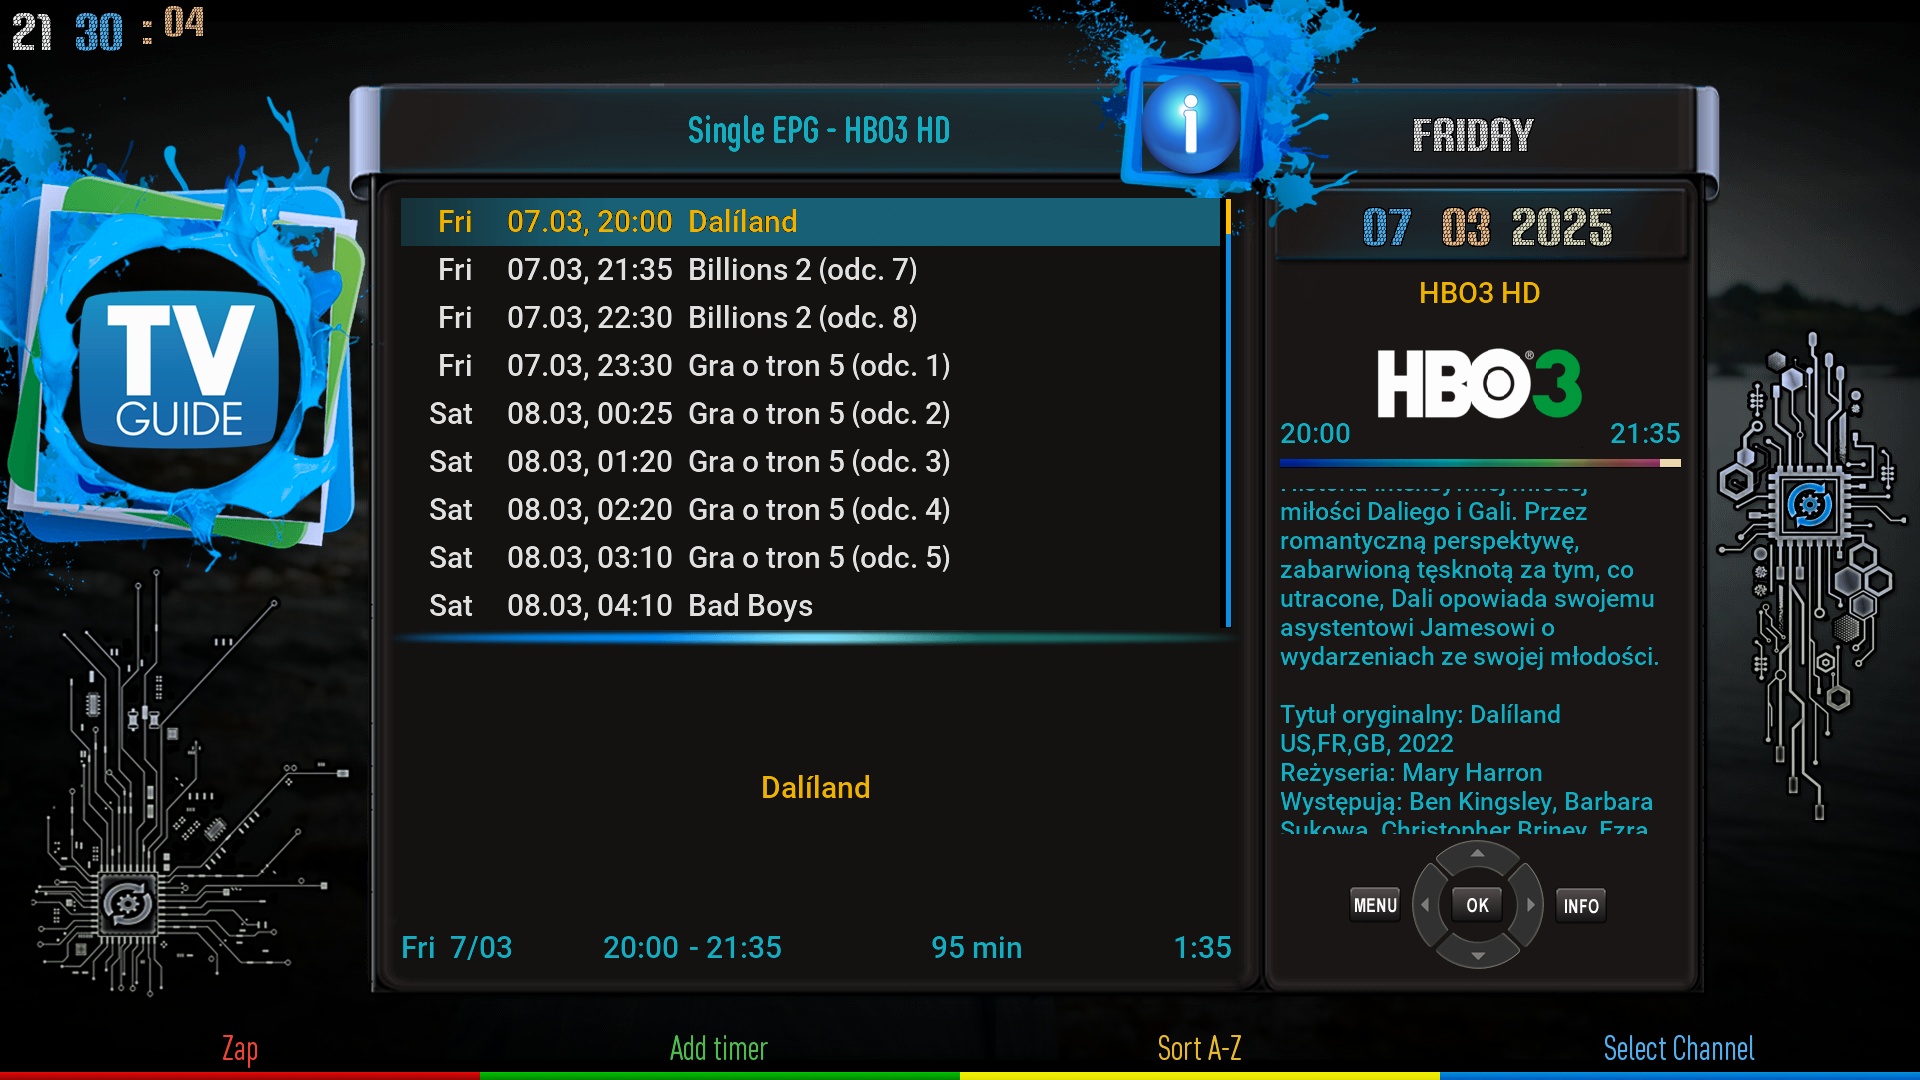 21 30 : 04
Single EPG - HBO3 HD
FRIDAY
TV
GUIDE
Fri 07.03, 20:00 Dalíland
Fri 07.03, 21:35 Billions 2 (odc. 7)
Fri 07.03, 22:30 Billions 2 (odc. 8)
Fri 07.03, 23:30 Gra o tron 5 (odc. 1)
Sat 08.03, 00:25 Gra o tron 5 (odc. 2)
Sat 08.03, 01:20 Gra o tron 5 (odc. 3)
Sat 08.03, 02:20 Gra o tron 5 (odc. 4)
Sat 08.03, 03:10 Gra o tron 5 (odc. 5)
Sat 08.03, 04:10 Bad Boys
Dalíland
Fri 7/03 20:00 - 21:35 95 min 1:35
07 03 2025
HBO3 HD
HBO®3
20:00 21:35
miłości Daliego i Gali. Przez
romantyczną perspektywę,
zabarwioną tęsknotą za tym, co
utracone, Dali opowiada swojemu
asystentowi Jamesowi o
wydarzeniach ze swojej młodości.
Tytuł oryginalny: Dalíland
US,FR,GB, 2022
Reżyseria: Mary Harron
Występują: Ben Kingsley, Barbara
Sukowa, Christopher Briney, Ezra
MENU OK INFO
Zap Add timer Sort A-Z Select Channel